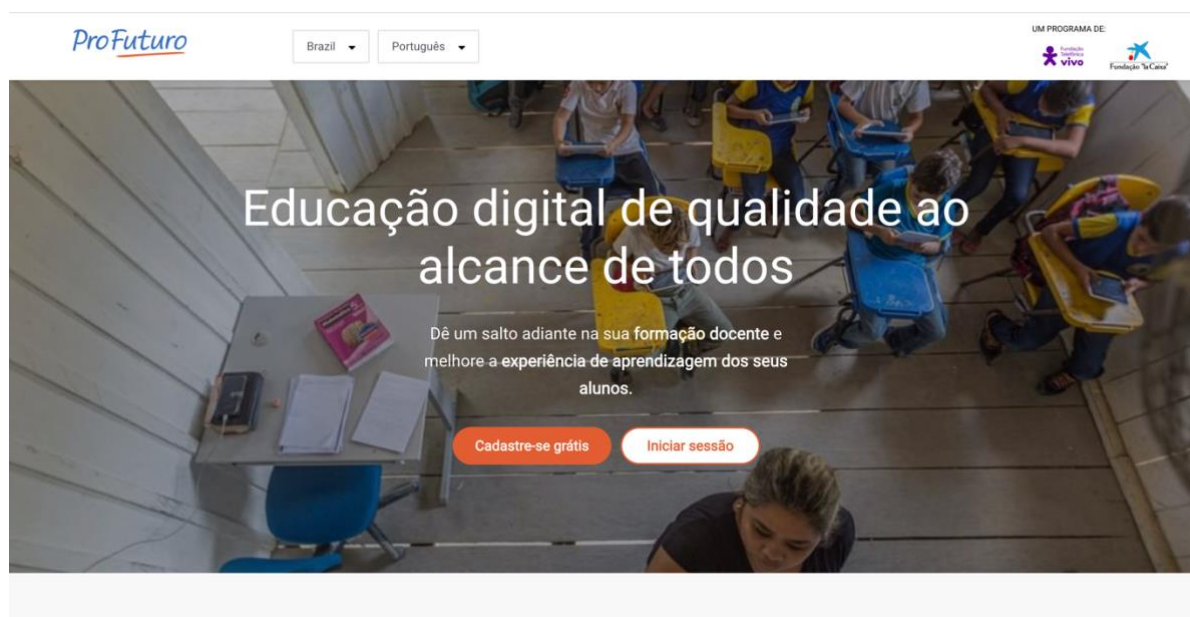 ProFuturo
Brazil
Português
UM PROGRAMA DE:
Fundação
Telefônica
vivo
Fundação "la Caixa"
Educação digital de qualidade ao
alcance de todos
Dê um salto adiante na sua formação docente e
melhore a experiência de aprendizagem dos seus
alunos.
Cadastre-se grátis
Iniciar sessão